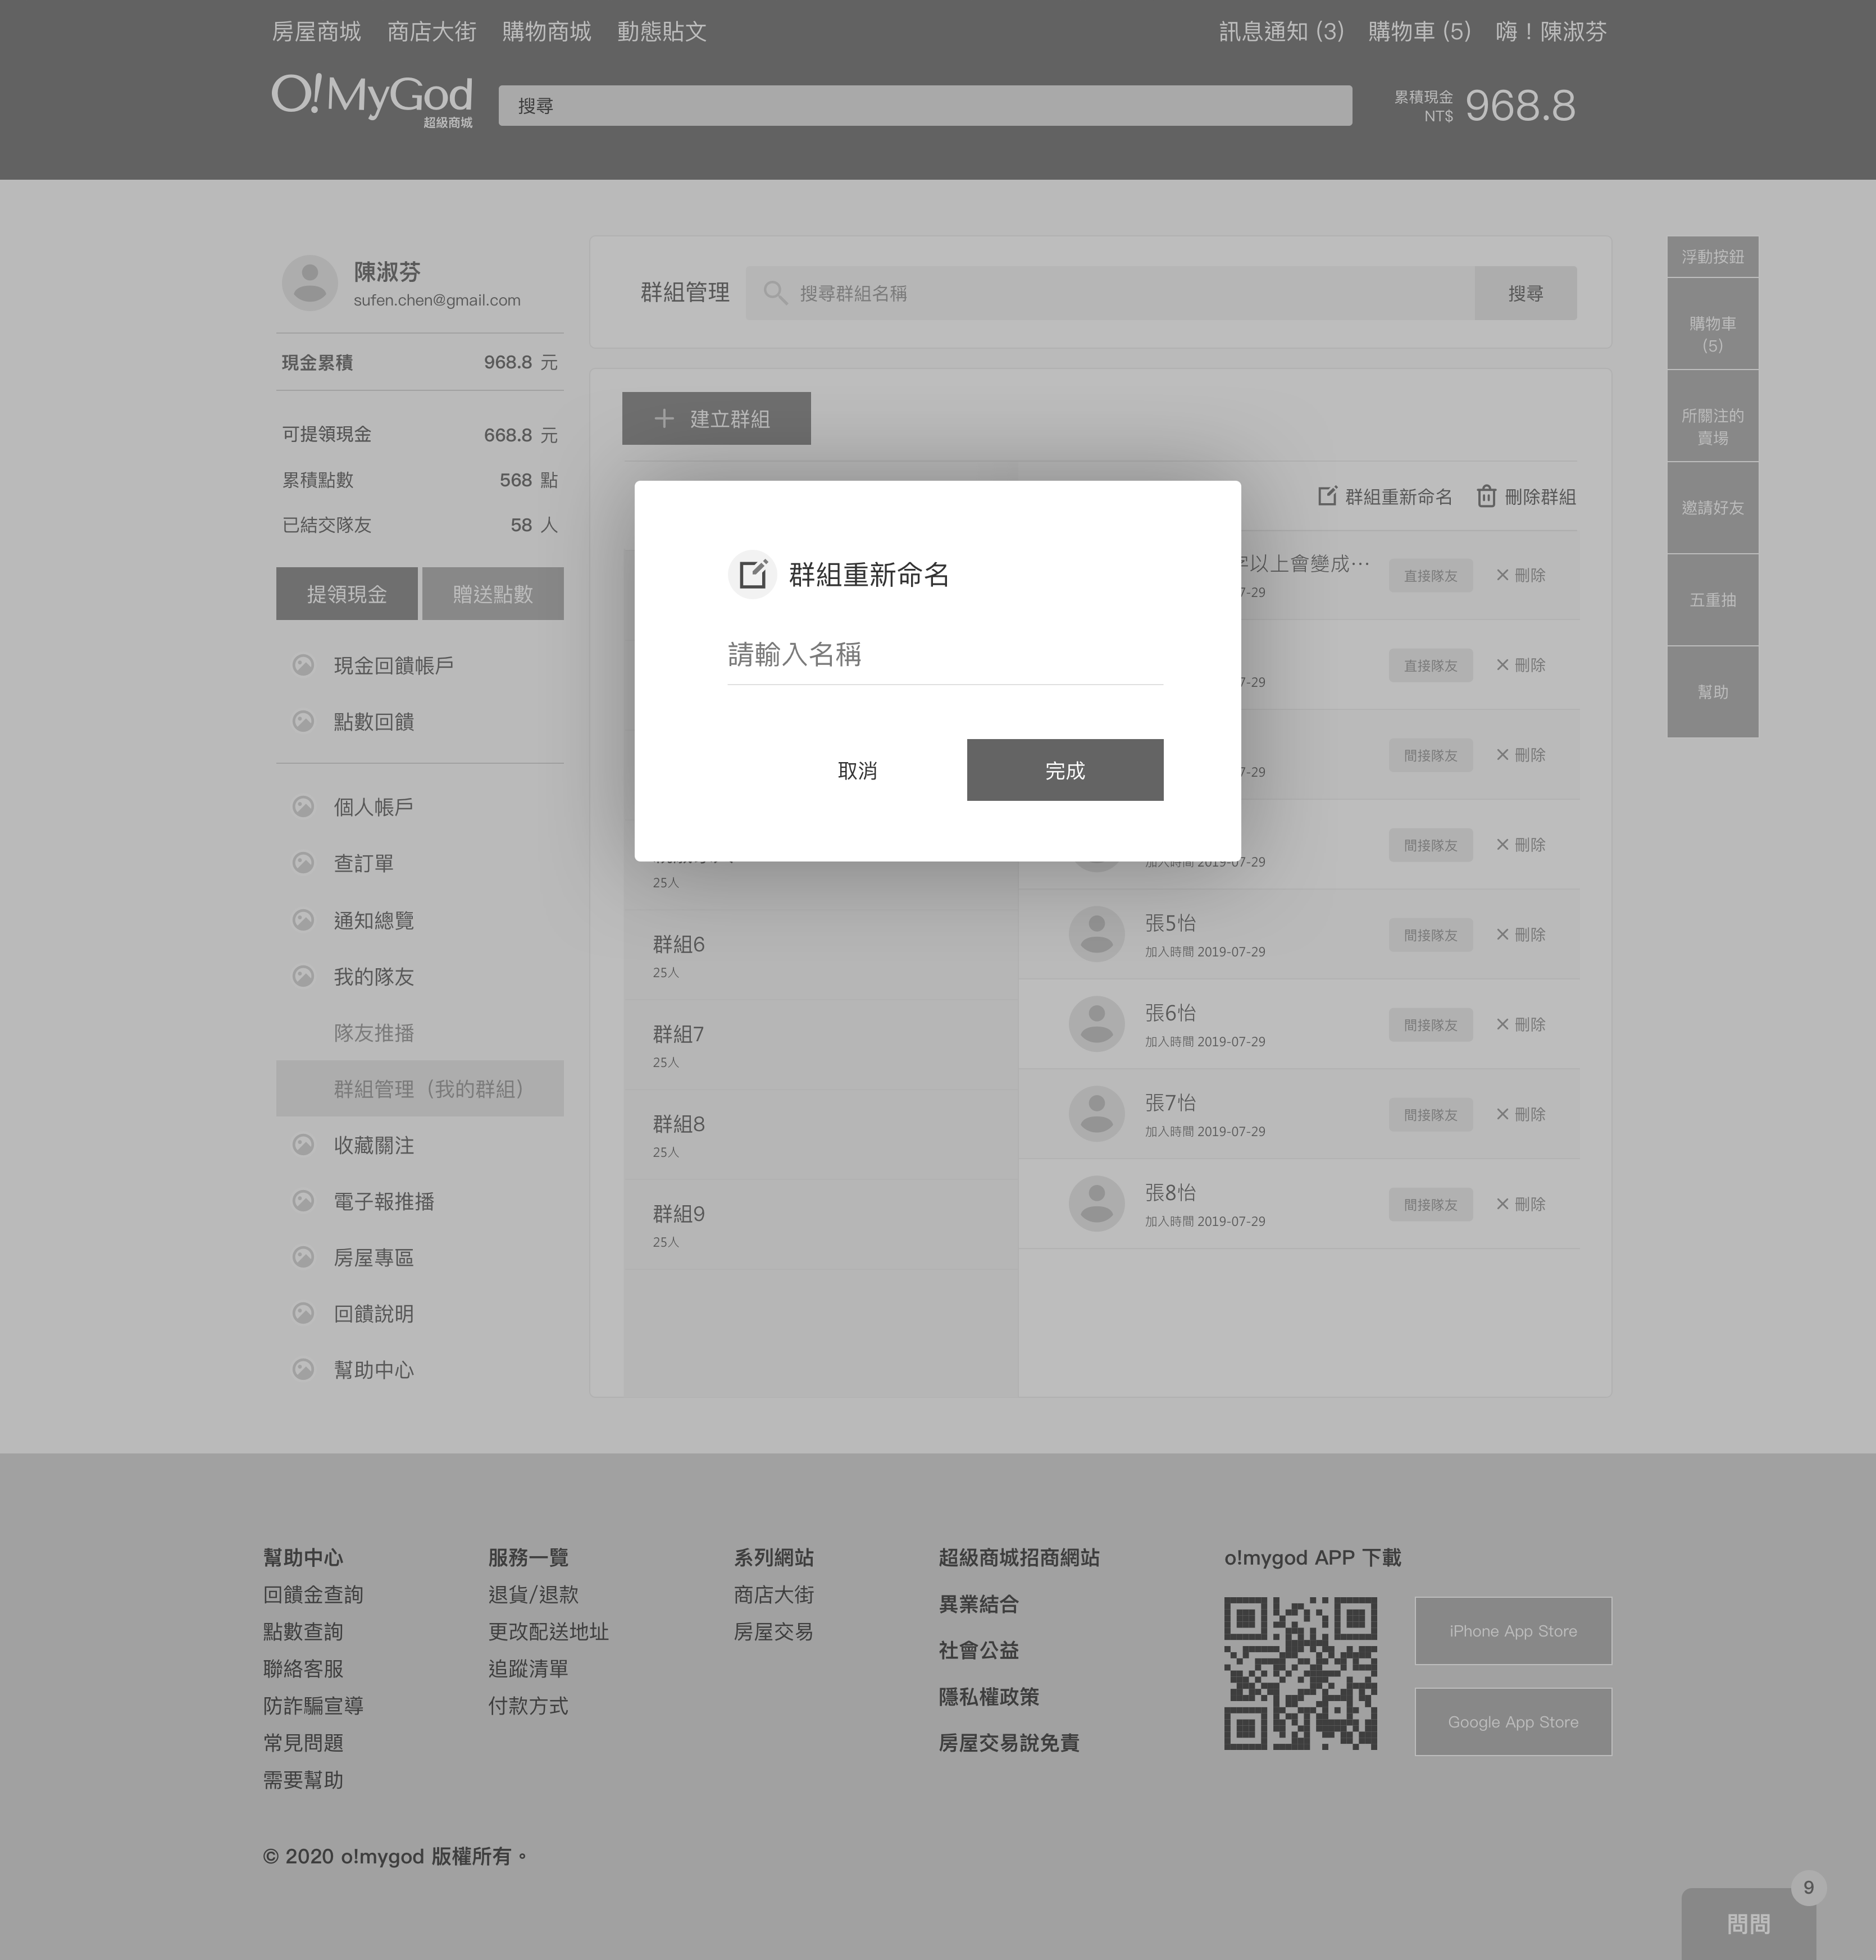 房屋商城 商店大街 購物商城 動態貼文 訊息通知 (3) 購物車 (5) 嗨！陳淑芬
O!MyGod
超級商城
搜尋
累積現金
NT$
968.8
陳淑芬
sufen.chen@gmail.com
現金累積 968.8 元
可提領現金 668.8 元
累積點數 568 點
已結交隊友 58 人
提領現金 贈送點數
現金回饋帳戶
點數回饋
個人帳戶
查訂單
通知總覽
我的隊友
隊友推播
群組管理（我的群組）
收藏關注
電子報推播
房屋專區
回饋說明
幫助中心
群組管理 搜尋群組名稱 搜尋
建立群組
群組重新命名 刪除群組
群組重新命名
請輸入名稱
取消 完成
25人
群組6
25人
群組7
25人
群組8
25人
群組9
25人
字以上會變成⋯ 直接隊友 刪除
7-29
直接隊友 刪除
7-29
間接隊友 刪除
7-29
間接隊友 刪除
加入時間 2019-07-29
張5怡
加入時間 2019-07-29
間接隊友 刪除
張6怡
加入時間 2019-07-29
間接隊友 刪除
張7怡
加入時間 2019-07-29
間接隊友 刪除
張8怡
加入時間 2019-07-29
間接隊友 刪除
浮動按鈕
購物車
(5)
所關注的
賣場
邀請好友
五重抽
幫助
幫助中心
回饋金查詢
點數查詢
聯絡客服
防詐騙宣導
常見問題
需要幫助
服務一覽
退貨/退款
更改配送地址
追蹤清單
付款方式
系列網站
商店大街
房屋交易
超級商城招商網站
異業結合
社會公益
隱私權政策
房屋交易說免責
o!mygod APP 下載
iPhone App Store
Google App Store
© 2020 o!mygod 版權所有。
9
問問